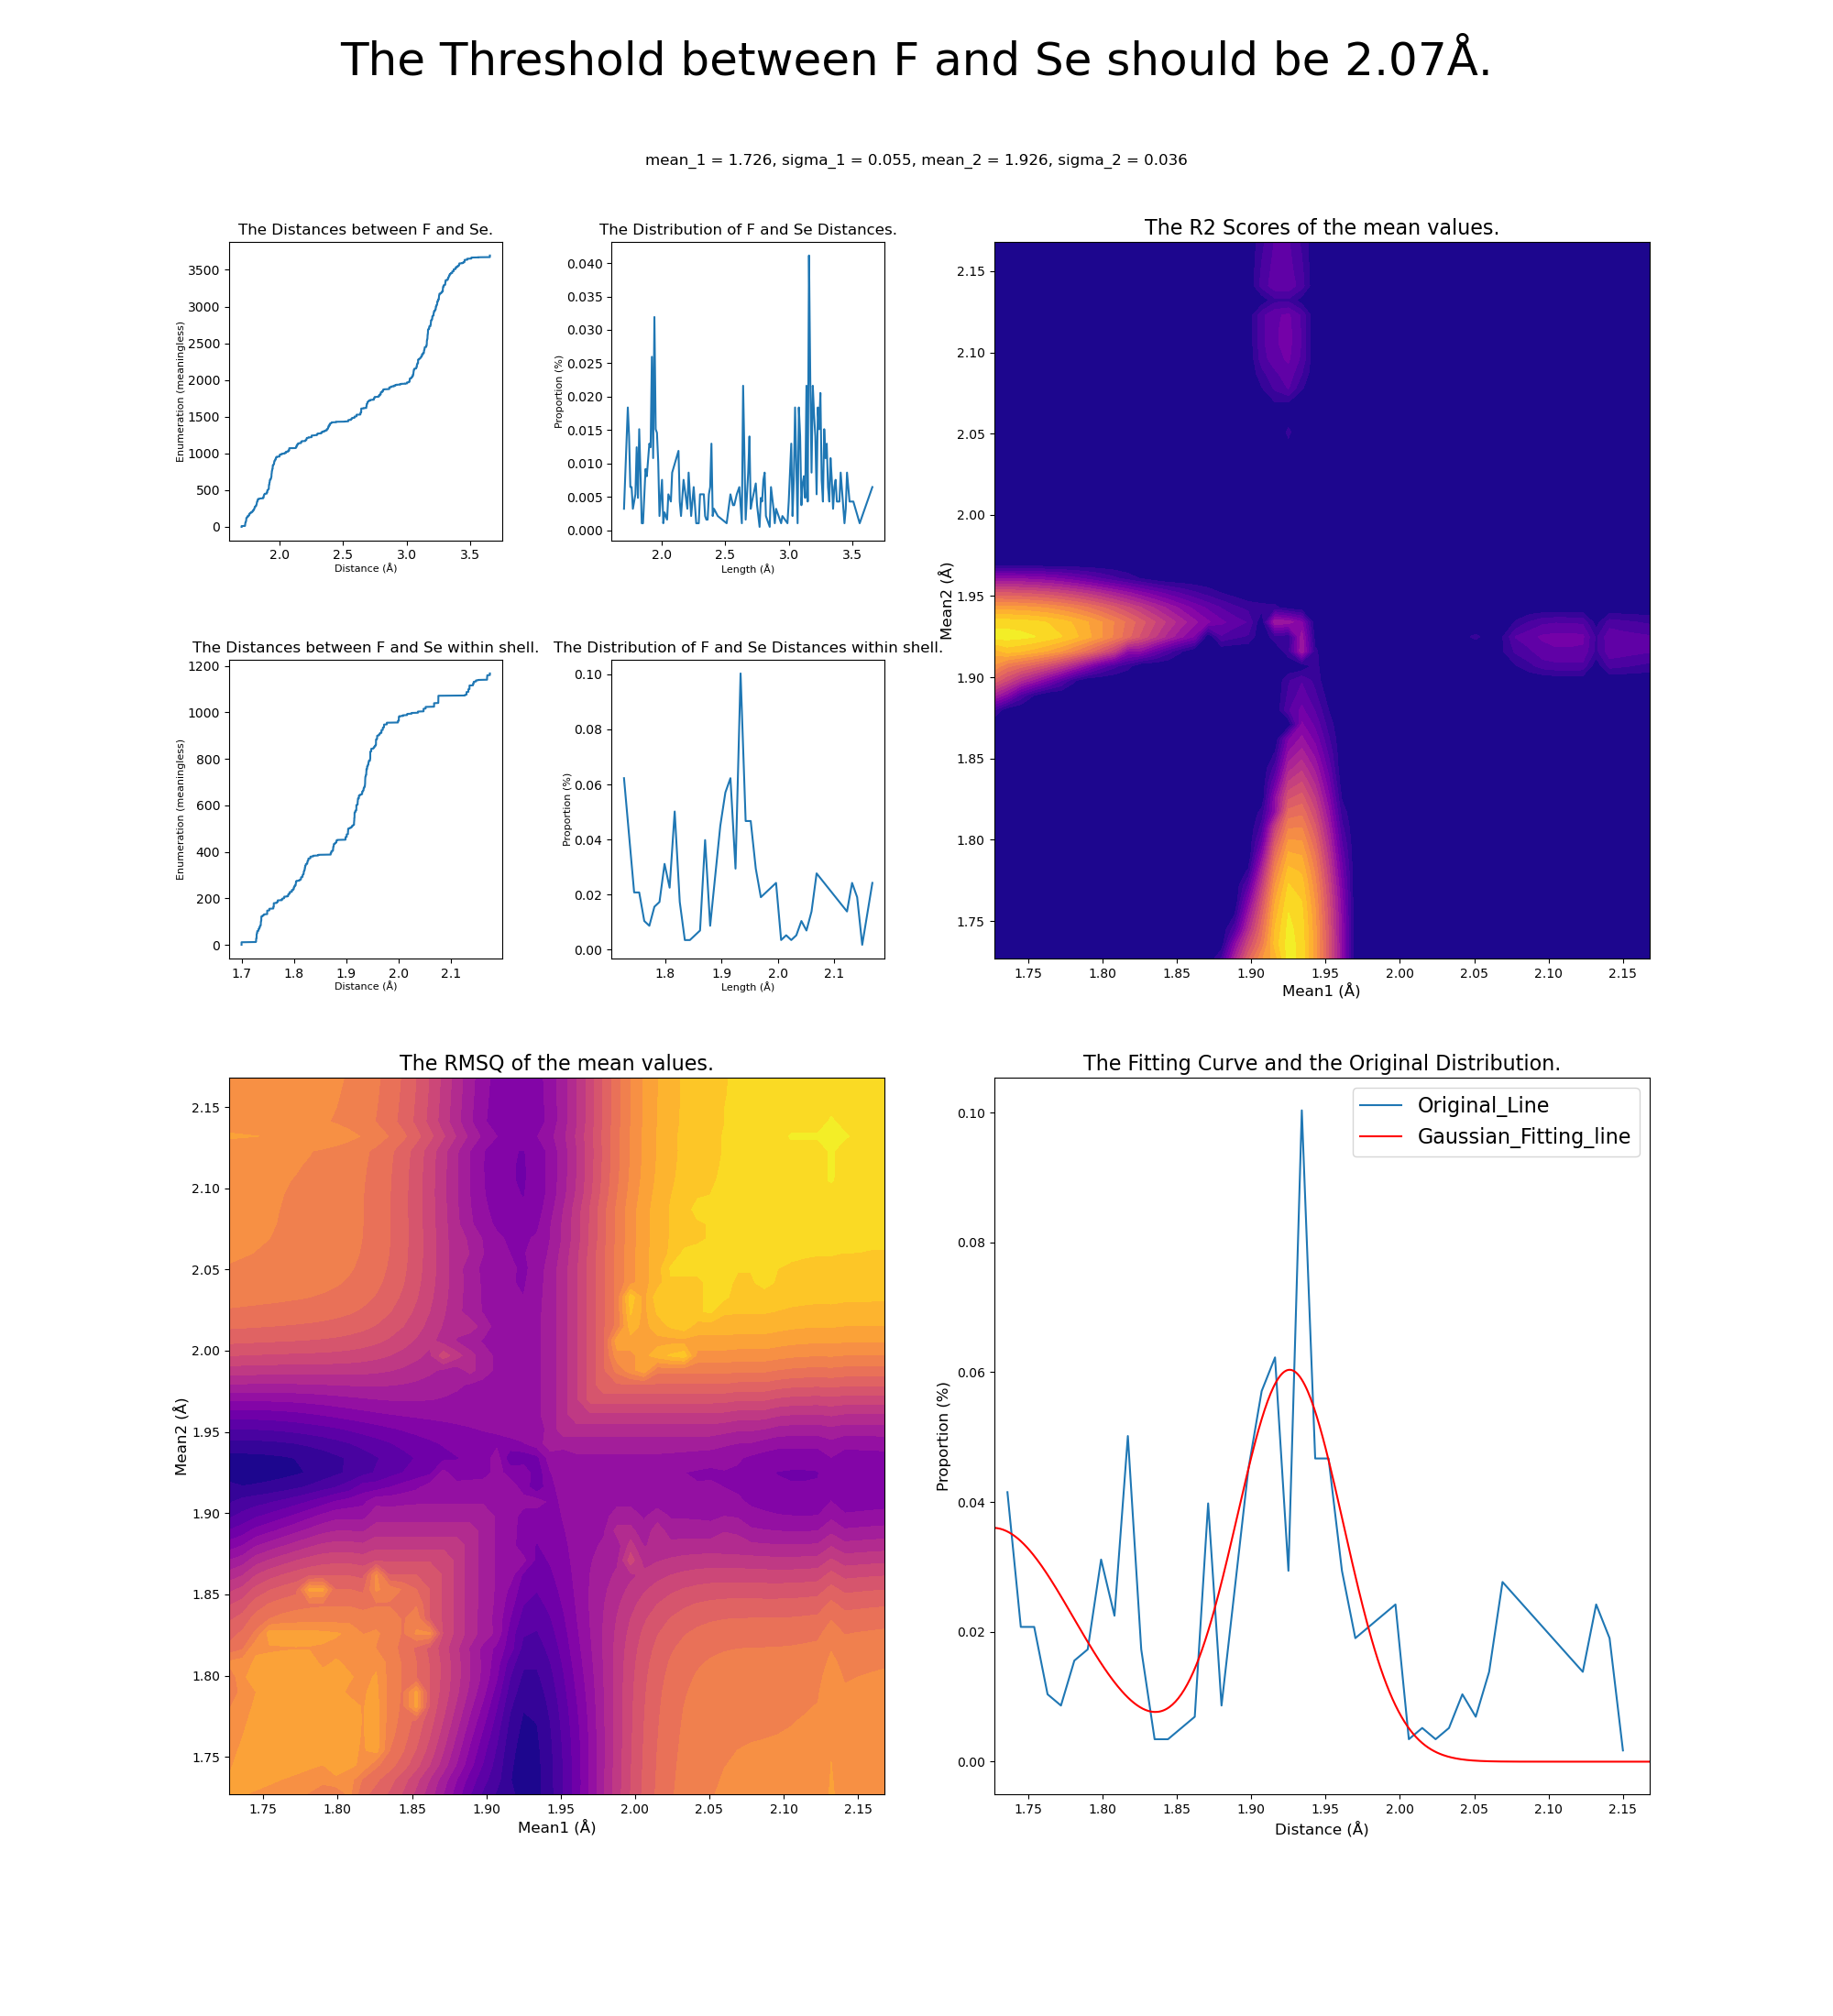 The Threshold between F and Se should be 2.07Å.
mean_1 = 1.726, sigma_1 = 0.055, mean_2 = 1.926, sigma_2 = 0.036
The Distances between F and Se.
Enumeration (meaningless)
3500
3000
2500
2000
1500
1000
500
0
2.0 2.5 3.0 3.5
Distance (Å)
The Distribution of F and Se Distances.
Proportion (%)
0.040
0.035
0.030
0.025
0.020
0.015
0.010
0.005
0.000
2.0 2.5 3.0 3.5
Length (Å)
The R2 Scores of the mean values.
Mean2 (Å)
2.15
2.10
2.05
2.00
1.95
1.90
1.85
1.80
1.75
1.75 1.80 1.85 1.90 1.95 2.00 2.05 2.10 2.15
Mean1 (Å)
The Distances between F and Se within shell.
Enumeration (meaningless)
1200
1000
800
600
400
200
0
1.7 1.8 1.9 2.0 2.1
Distance (Å)
The Distribution of F and Se Distances within shell.
Proportion (%)
0.10
0.08
0.06
0.04
0.02
0.00
1.8 1.9 2.0 2.1
Length (Å)
The RMSQ of the mean values.
Mean2 (Å)
2.15
2.10
2.05
2.00
1.95
1.90
1.85
1.80
1.75
1.75 1.80 1.85 1.90 1.95 2.00 2.05 2.10 2.15
Mean1 (Å)
The Fitting Curve and the Original Distribution.
Original_Line
Gaussian_Fitting_line
Proportion (%)
0.10
0.08
0.06
0.04
0.02
0.00
1.75 1.80 1.85 1.90 1.95 2.00 2.05 2.10 2.15
Distance (Å)